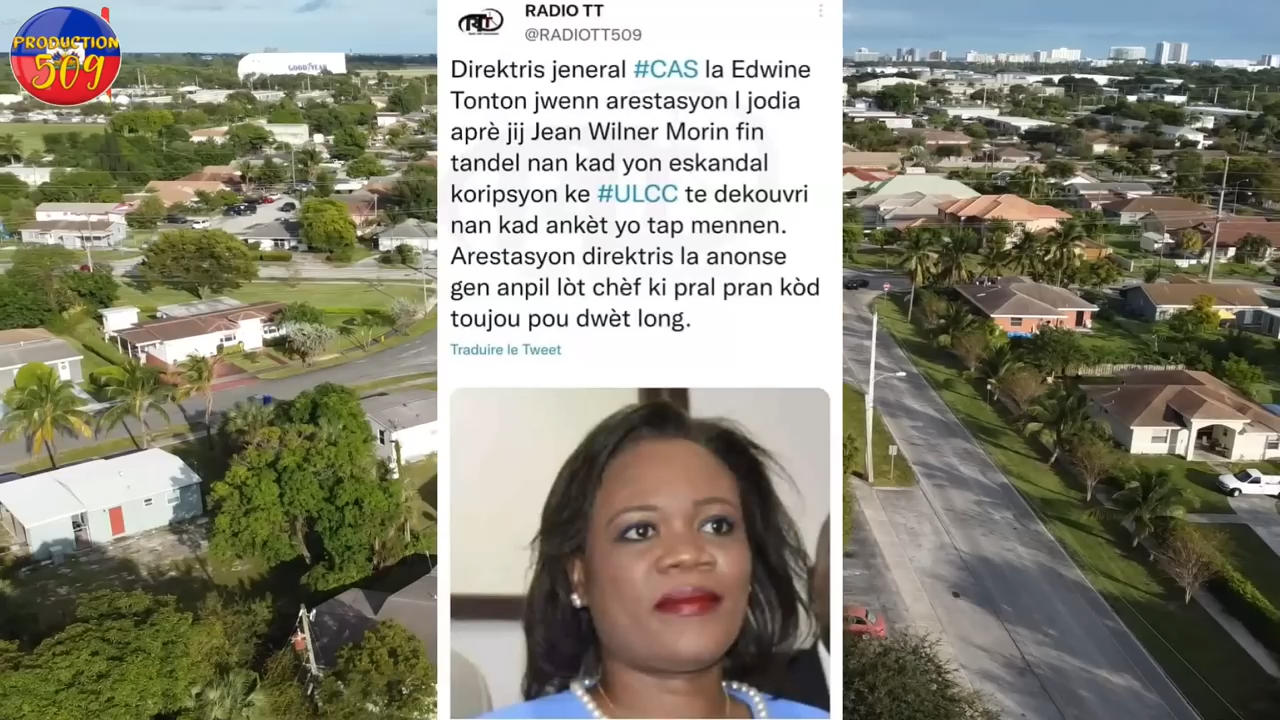 PRODUCTION
509
GOODYEAR
RADIO TT
@RADIOTT509
Direktris jeneral #CAS la Edwine
Tonton jwenn arestasyon l jodia
aprè jij Jean Wilner Morin fin
tandel nan kad yon eskandal
koripsyon ke #ULCC te dekouvri
nan kad ankèt yo tap mennen.
Arestasyon direktris la anonse
gen anpil lòt chèf ki pral pran kòd
toujou pou dwèt long.
Traduire le Tweet